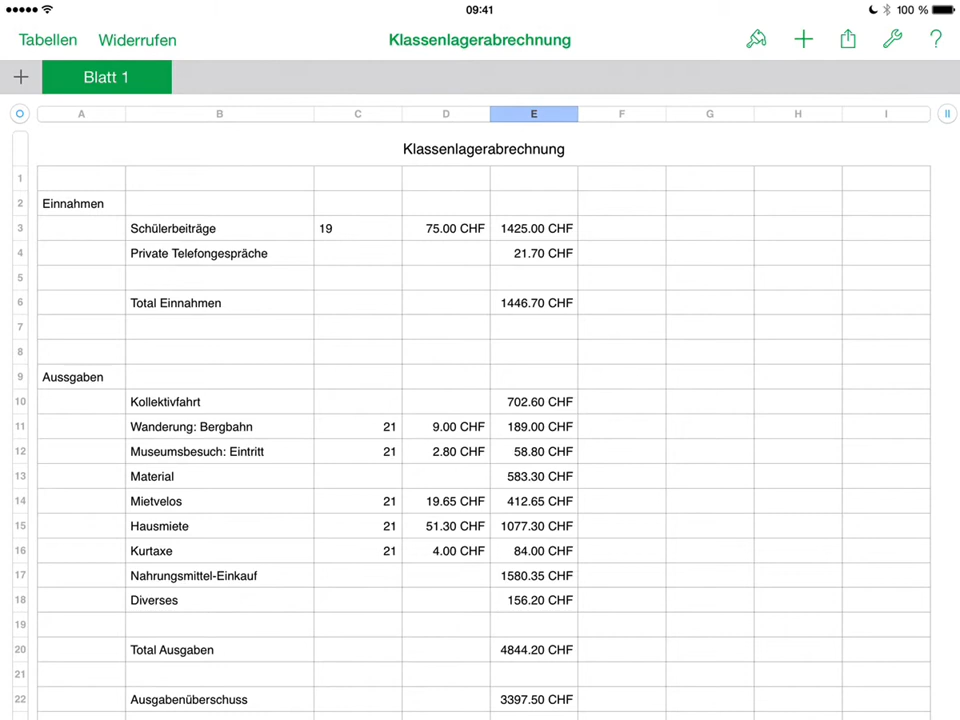 09:41 100 %
Tabellen Widerrufen Klassenlagerabrechnung + ?
+ Blatt 1
A B C D E F G H I
Klassenlagerabrechnung
1
2 Einnahmen
3 Schülerbeiträge 19 75.00 CHF 1425.00 CHF
4 Private Telefongespräche 21.70 CHF
5
6 Total Einnahmen 1446.70 CHF
7
8
9 Aussgaben
10 Kollektivfahrt 702.60 CHF
11 Wanderung: Bergbahn 21 9.00 CHF 189.00 CHF
12 Museumsbesuch: Eintritt 21 2.80 CHF 58.80 CHF
13 Material 583.30 CHF
14 Mietvelos 21 19.65 CHF 412.65 CHF
15 Hausmiete 21 51.30 CHF 1077.30 CHF
16 Kurtaxe 21 4.00 CHF 84.00 CHF
17 Nahrungsmittel-Einkauf 1580.35 CHF
18 Diverses 156.20 CHF
19
20 Total Ausgaben 4844.20 CHF
21
22 Ausgabenüberschuss 3397.50 CHF